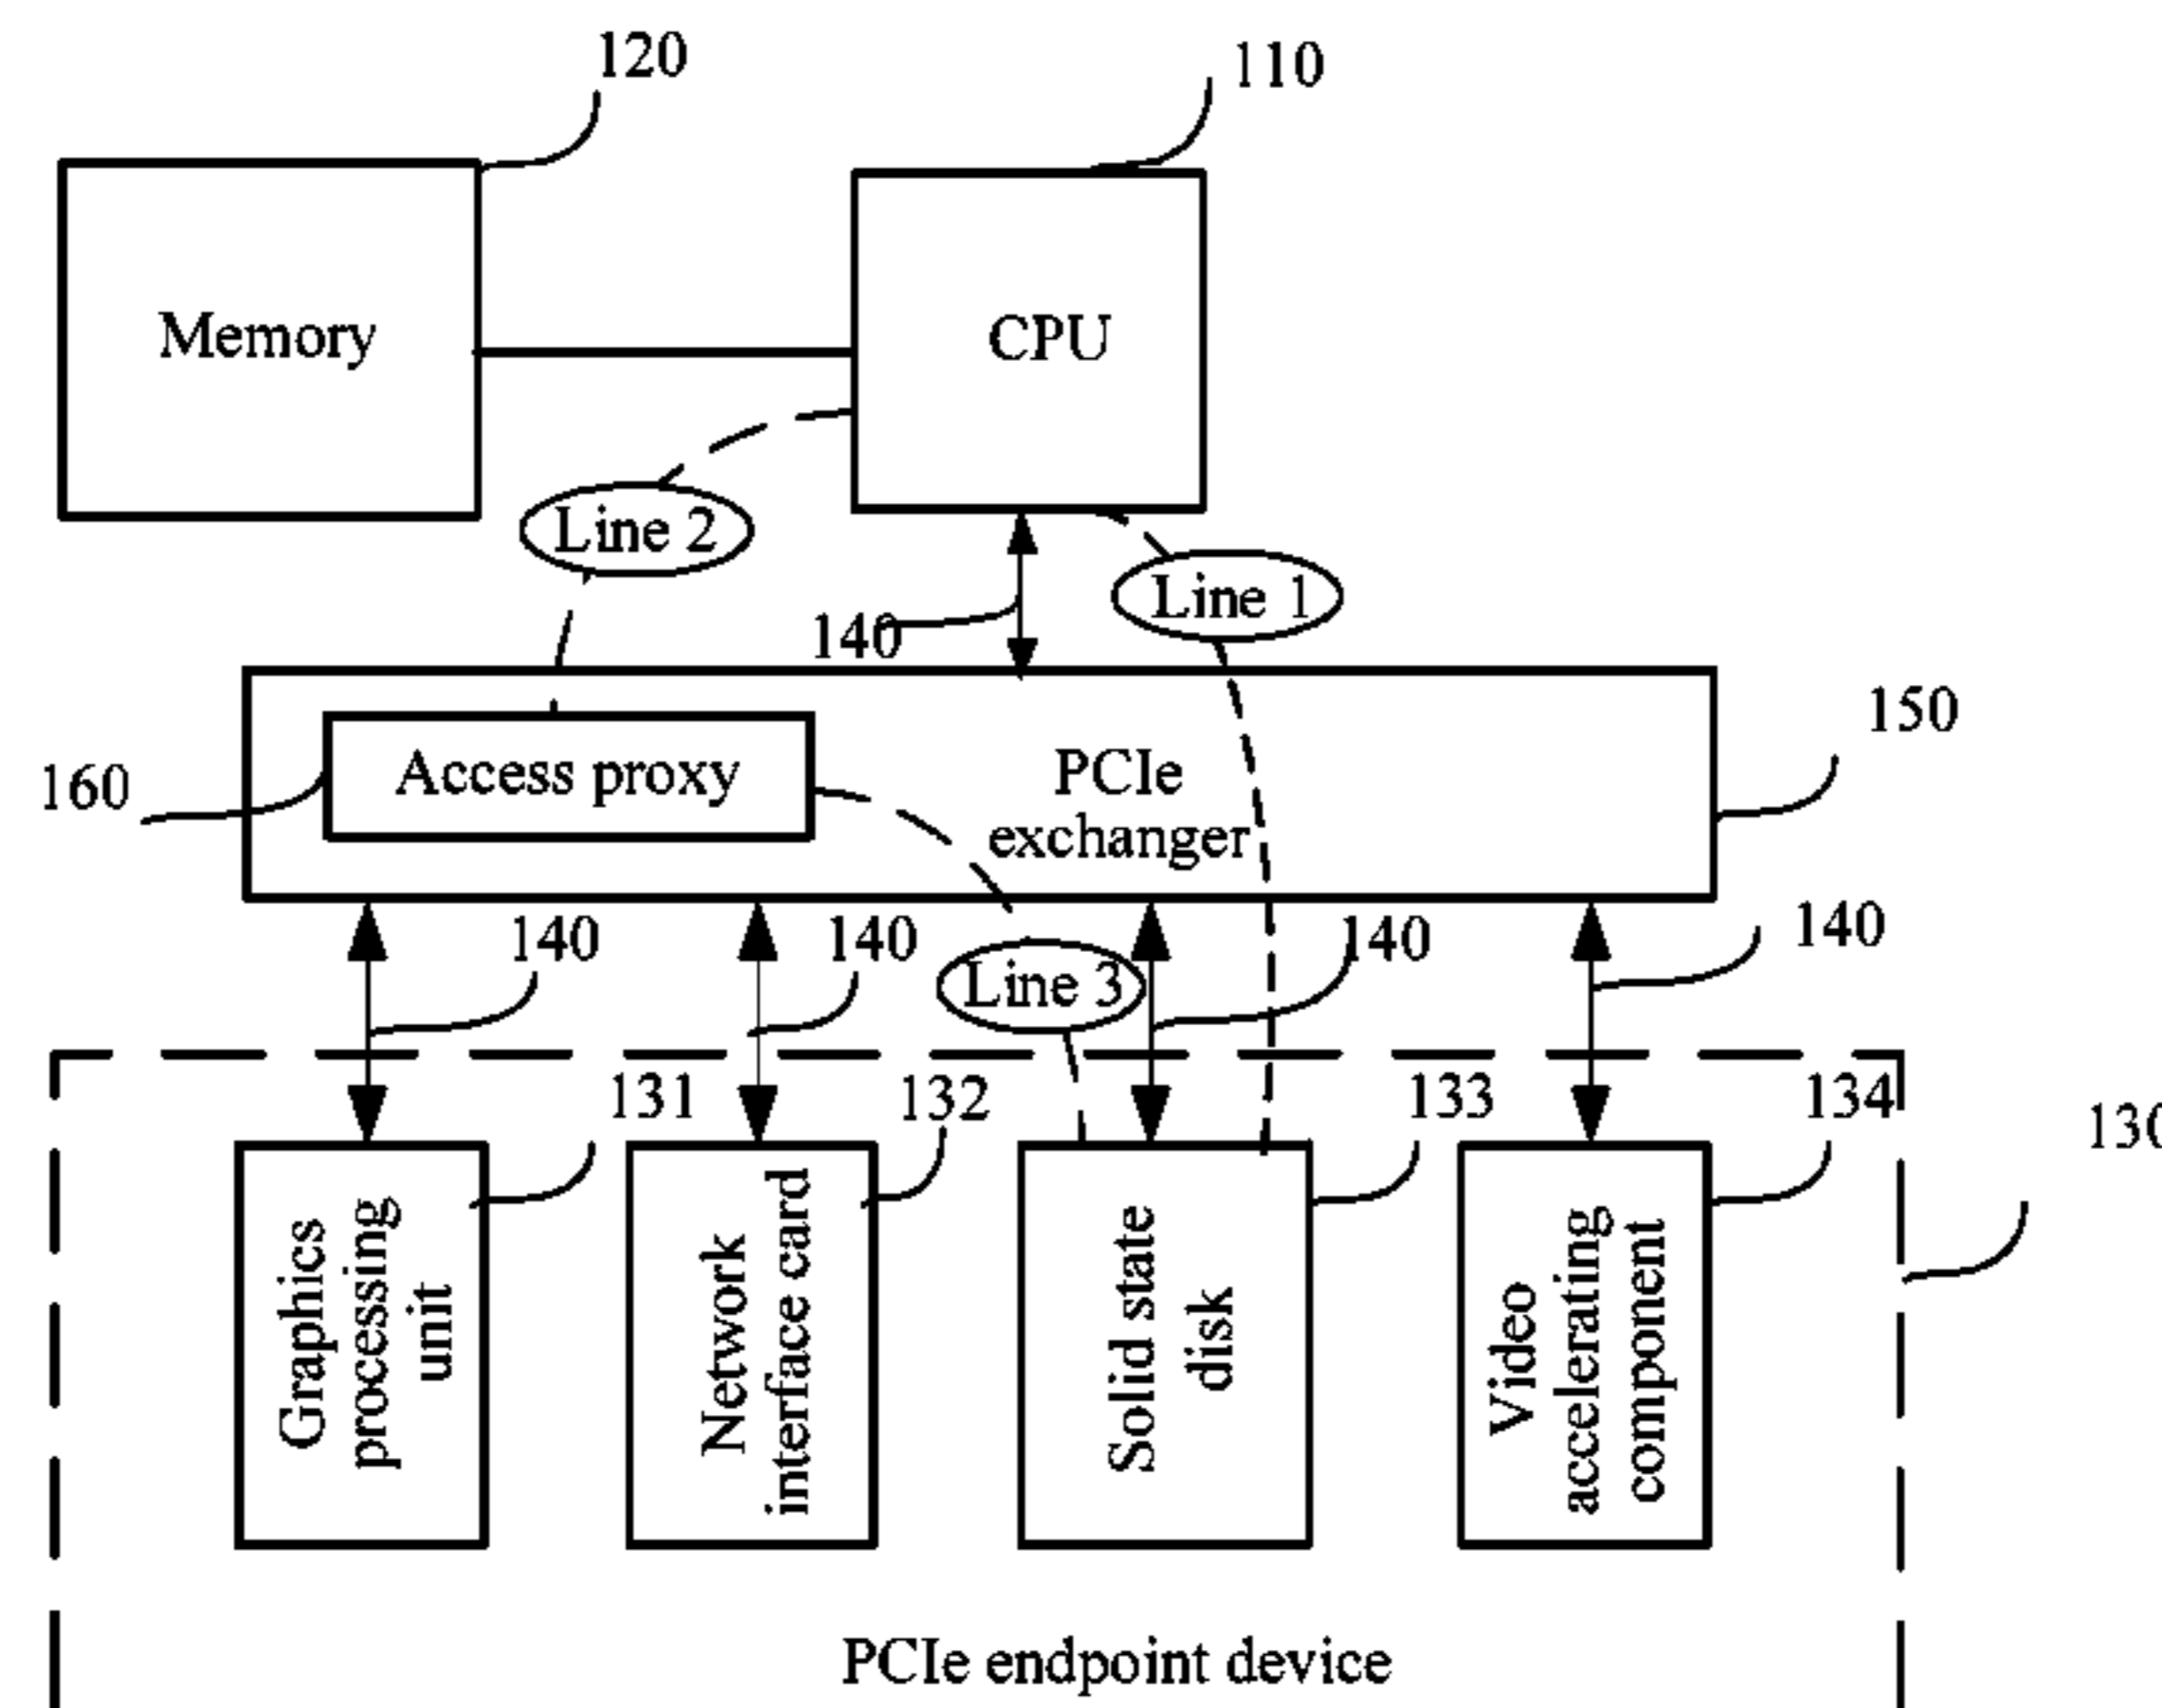 120
110
Memory
CPU
Line 2
Line 1
140
150
Access proxy
PCIe
exchanger
160
140
140
140
140
Line 3
131
132
133
134
130
Graphics
processing
unit
Network
interface card
Solid state
disk
Video
accelerating
component
PCIe endpoint device